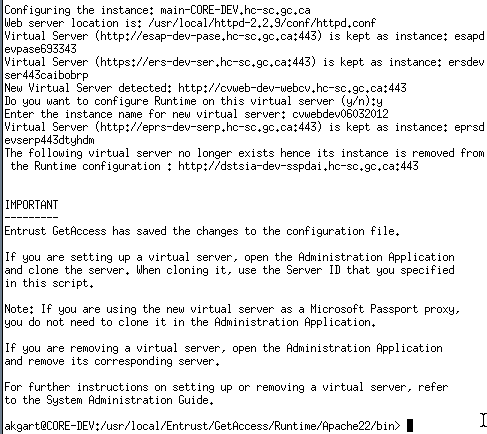 Configuring the instance: main-CORE-DEV.hc-sc.gc.ca
Web server location is: /usr/local/httpd-2.2.9/conf/httpd.conf
Virtual Server (http://esap-dev-pase.hc-sc.gc.ca:443) is kept as instance: esapd
evpase693343
Virtual Server (https://ers-dev-ser.hc-sc.gc.ca:443) is kept as instance: ersdev
ser443caibobrp
New Virtual Server detected: http://cvweb-dev-webcv.hc-sc.gc.ca:443
Do you want to configure Runtime on this virtual server (y/n):y
Enter the instance name for new virtual server: cvwebdev06032012
Virtual Server (http://eprs-dev-serp.hc-sc.gc.ca:443) is kept as instance: eprsd
evserp443dtyhdm
The following virtual server no longer exists hence its instance is removed from
 the Runtime configuration : http://dstsia-dev-sspdai.hc-sc.gc.ca:443
IMPORTANT
---------
Entrust GetAccess has saved the changes to the configuration file.
If you are setting up a virtual server, open the Administration Application
and clone the server. When cloning it, use the Server ID that you specified
in this script.
Note: If you are using the new virtual server as a Microsoft Passport proxy,
you do not need to clone it in the Administration Application.
If you are removing a virtual server, open the Administration Application
and remove its corresponding server.
For further instructions on setting up or removing a virtual server, refer
to the System Administration Guide.
akgart@CORE-DEV:/usr/local/Entrust/GetAccess/Runtime/Apache22/bin>